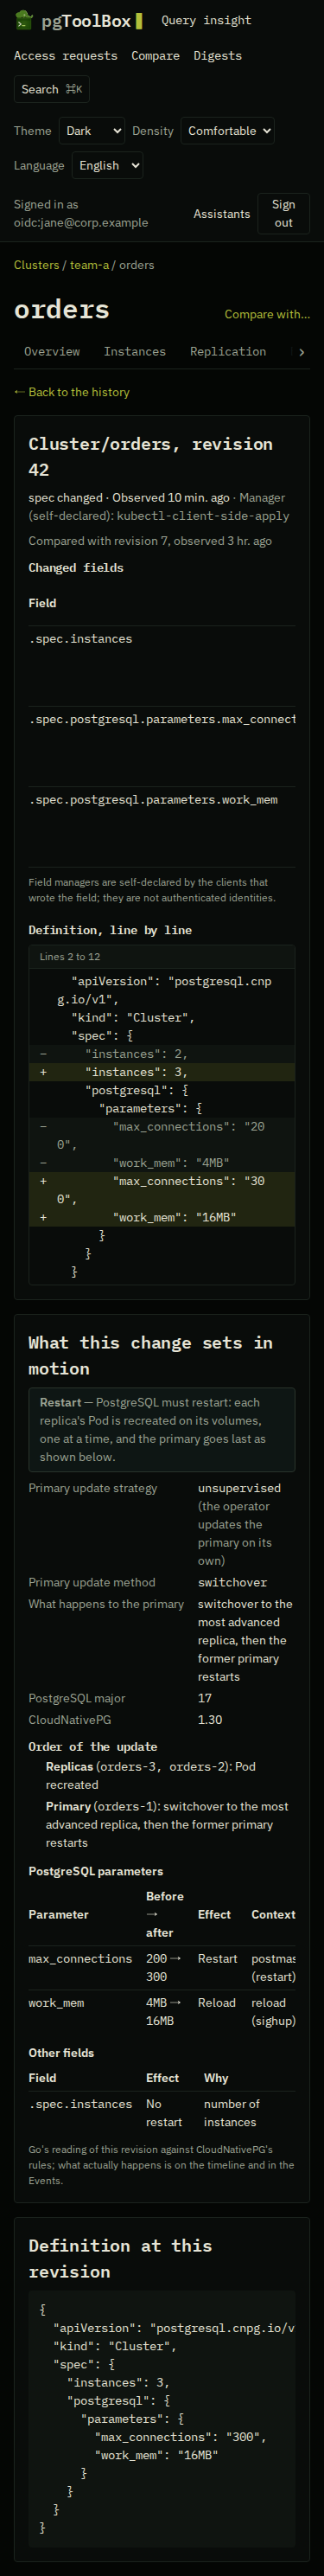 pgToolBox Query insight
Access requests Compare Digests
Search ⌘K
Theme Dark Density Comfortable
Language English
Signed in as
oidc:jane@corp.example
Assistants
Sign
out
Clusters / team-a / orders
orders
Compare with…
Overview Instances Replication
← Back to the history
Cluster/orders, revision
42
spec changed · Observed 10 min. ago · Manager
(self-declared): kubectl-client-side-apply
Compared with revision 7, observed 3 hr. ago
Changed fields
Field
.spec.instances
.spec.postgresql.parameters.max_connect
.spec.postgresql.parameters.work_mem
Field managers are self-declared by the clients that
wrote the field; they are not authenticated identities.
Definition, line by line
Lines 2 to 12
"apiVersion": "postgresql.cnp
g.io/v1",
"kind": "Cluster",
"spec": {
− "instances": 2,
+ "instances": 3,
"postgresql": {
"parameters": {
− "max_connections": "20
0",
− "work_mem": "4MB"
+ "max_connections": "30
0",
+ "work_mem": "16MB"
}
}
}
What this change sets in
motion
Restart — PostgreSQL must restart: each
replica's Pod is recreated on its volumes,
one at a time, and the primary goes last as
shown below.
Primary update strategy unsupervised
(the operator
updates the
primary on its
own)
Primary update method switchover
What happens to the primary switchover to the
most advanced
replica, then the
former primary
restarts
PostgreSQL major 17
CloudNativePG 1.30
Order of the update
Replicas (orders-3, orders-2): Pod
recreated
Primary (orders-1): switchover to the most
advanced replica, then the former primary
restarts
PostgreSQL parameters
Parameter Before → after Effect Context
max_connections 200 → 300 Restart postmas (restart)
work_mem 4MB → 16MB Reload reload (sighup)
Other fields
Field Effect Why
.spec.instances No restart number of instances
Go's reading of this revision against CloudNativePG's
rules; what actually happens is on the timeline and in the
Events.
Definition at this
revision
{
"apiVersion": "postgresql.cnpg.io/v
"kind": "Cluster",
"spec": {
"instances": 3,
"postgresql": {
"parameters": {
"max_connections": "300",
"work_mem": "16MB"
}
}
}
}